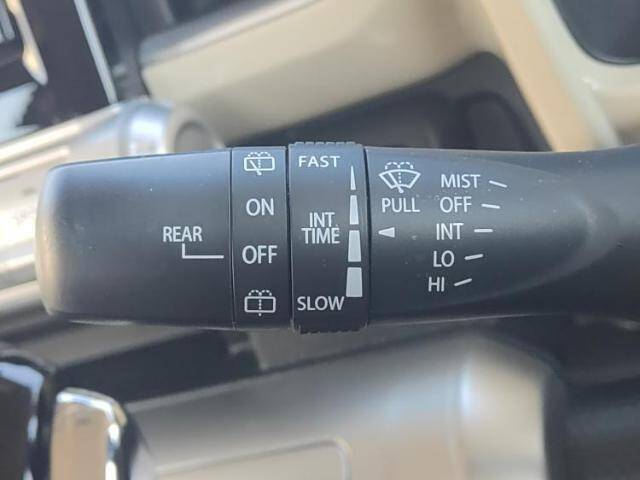 REAR
ON
OFF
FAST
INT.
TIME
SLOW
PULL
MIST
OFF
INT
LO
HI